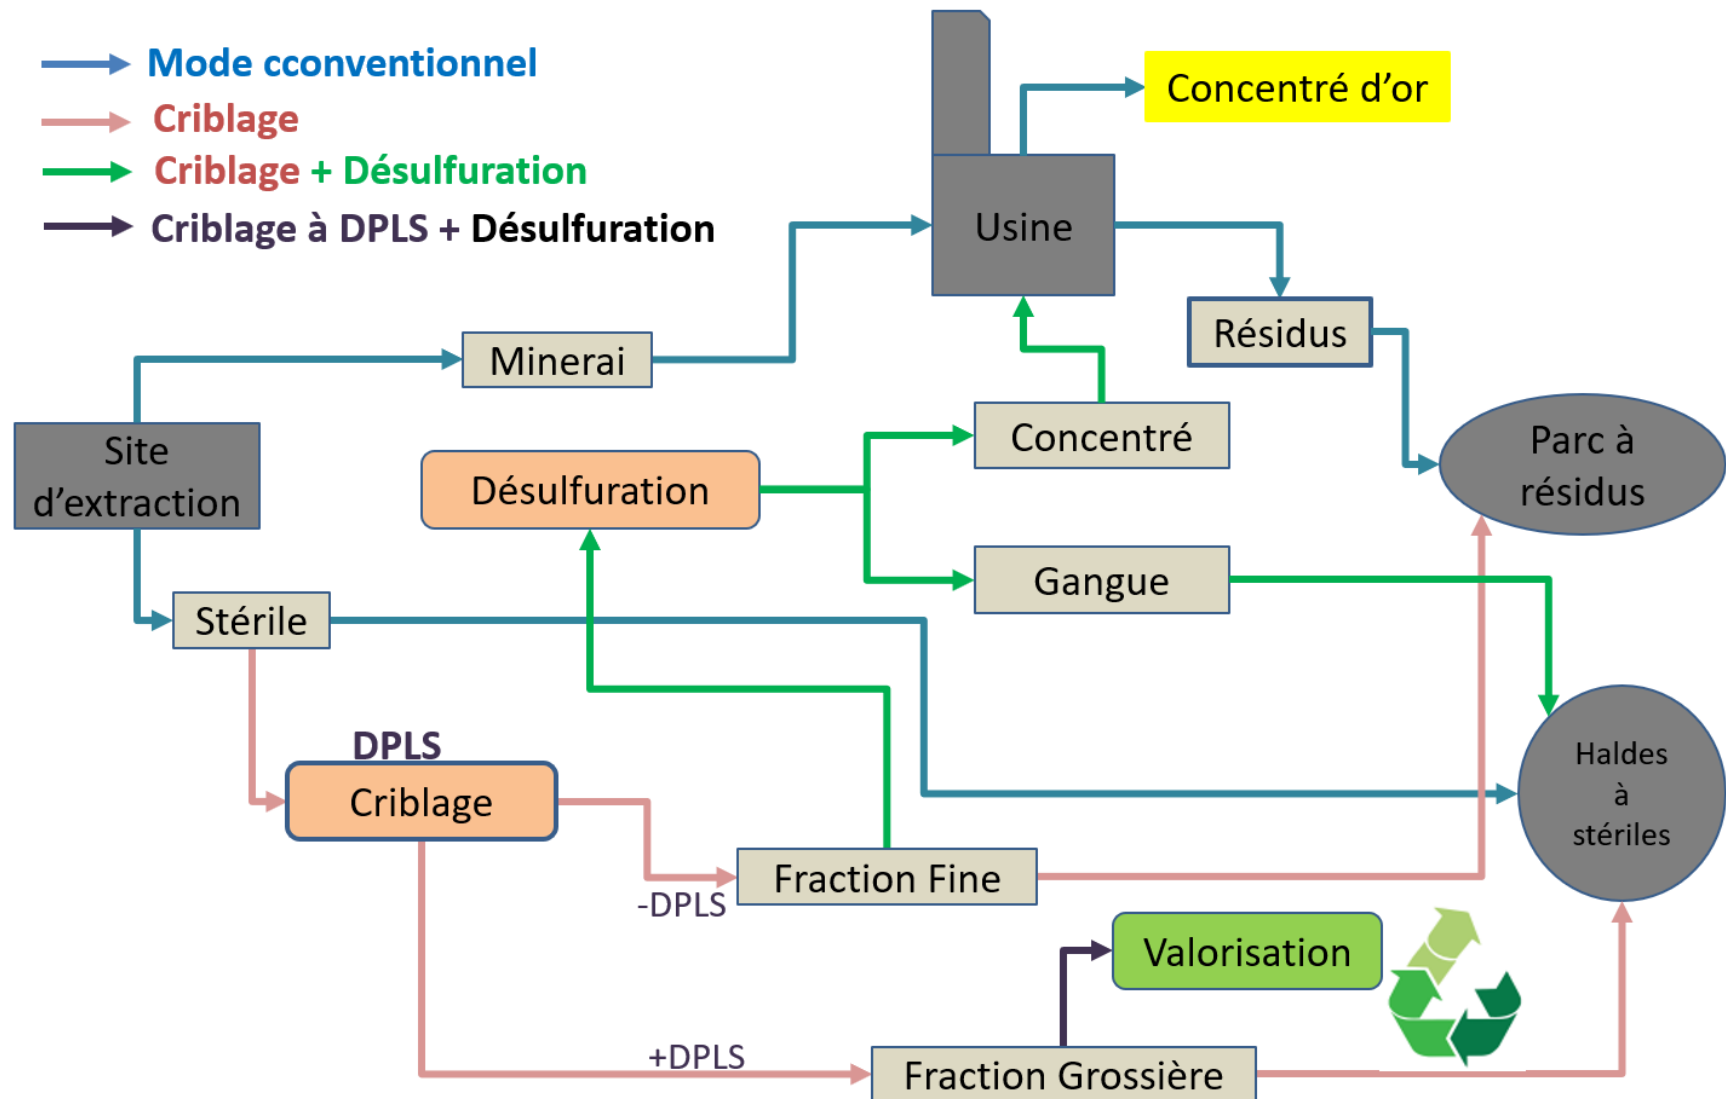 Mode cconventionnel
Criblage
Criblage + Désulfuration
Criblage à DPLS + Désulfuration
Concentré d’or
Usine
Résidus
Minerai
Site
d’extraction
Concentré
Parc à
résidus
Désulfuration
Gangue
Stérile
DPLS
Criblage
Haldes
à
stériles
Fraction Fine
-DPLS
Valorisation
+DPLS
Fraction Grossière